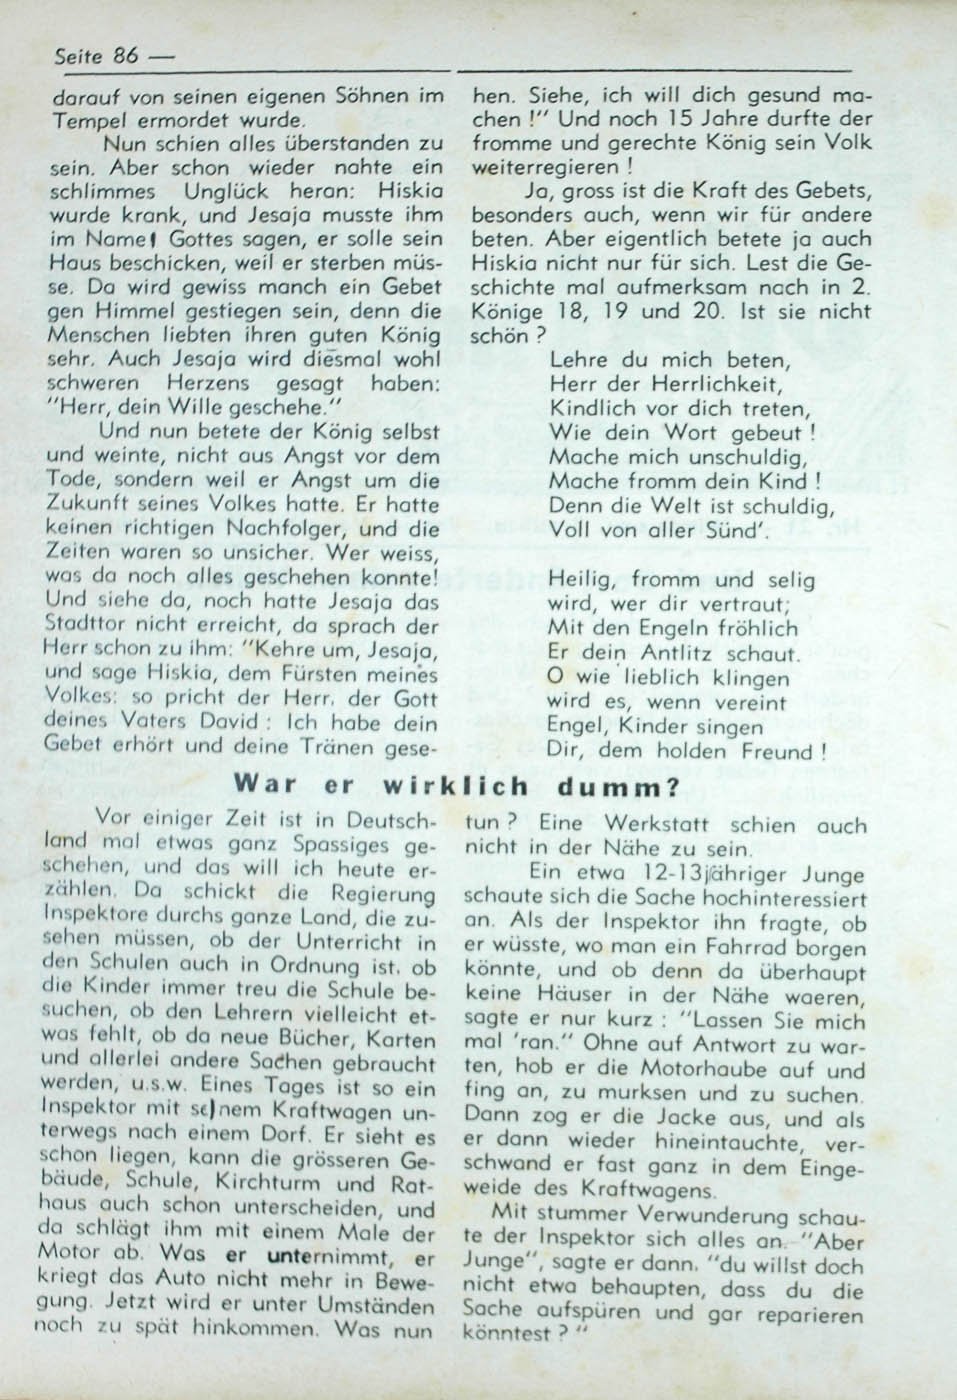 Seite 86 —
darauf von seinen eigenen Söhnen im
Tempel ermordet wurde.
Nun schien alles überstanden zu
sein. Aber schon wieder nahte ein
schlimmes Unglück heran: Hiskia
wurde krank, und Jesaja musste ihm
im Name Gottes sagen, er solle sein
Haus beschicken, weil er sterben müs-
se. Da wird gewiss manch ein Gebet
gen Himmel gestiegen sein, denn die
Menschen liebten ihren guten König
sehr. Auch Jesaja wird diesmal wohl
schweren Herzens gesagt haben:
"Herr, dein Wille geschehe."
Und nun betete der König selbst
und weinte, nicht aus Angst vor dem
Tode, sondern weil er Angst um die
Zukunft seines Volkes hatte. Er hatte
keinen richtigen Nachfolger, und die
Zeiten waren so unsicher. Wer weiss,
was da noch alles geschehen konnte!
Und siehe da, noch hatte Jesaja das
Stadttor nicht erreicht, da sprach der
Herr schon zu ihm: "Kehre um, Jesaja,
und sage Hiskia, dem Fürsten meines
Volkes: so pricht der Herr, der Gott
deines Vaters David : Ich habe dein
Gebet erhört und deine Tränen gese-
hen. Siehe, ich will dich gesund ma-
chen !" Und noch 15 Jahre durfte der
fromme und gerechte König sein Volk
weiterregieren !
Ja, gross ist die Kraft des Gebets,
besonders auch, wenn wir für andere
beten. Aber eigentlich betete ja auch
Hiskia nicht nur für sich. Lest die Ge-
schichte mal aufmerksam nach in 2.
Könige 18, 19 und 20. Ist sie nicht
schön ?
Lehre du mich beten,
Herr der Herrlichkeit,
Kindlich vor dich treten,
Wie dein Wort gebeut !
Mache mich unschuldig,
Mache fromm dein Kind !
Denn die Welt ist schuldig,
Voll von aller Sünd'.
Heilig, fromm und selig
wird, wer dir vertraut;
Mit den Engeln fröhlich
Er dein Antlitz schaut.
O wie lieblich klingen
wird es, wenn vereint
Engel, Kinder singen
Dir, dem holden Freund !
War er wirklich dumm?
Vor einiger Zeit ist in Deutsch-
land mal etwas ganz Spassiges ge-
schehen, und das will ich heute er-
zählen. Da schickt die Regierung
Inspektore durchs ganze Land, die zu-
sehen müssen, ob der Unterricht in
den Schulen auch in Ordnung ist, ob
die Kinder immer treu die Schule be-
suchen, ob den Lehrern vielleicht et-
was fehlt, ob da neue Bücher, Karten
und allerlei andere Sachen gebraucht
werden, u.s.w. Eines Tages ist so ein
Inspektor mit seinem Kraftwagen un-
terwegs nach einem Dorf. Er sieht es
schon liegen, kann die grösseren Ge-
bäude, Schule, Kirchturm und Rat-
haus auch schon unterscheiden, und
da schlägt ihm mit einem Male der
Motor ab. Was er unternimmt, er
kriegt das Auto nicht mehr in Bewe-
gung. Jetzt wird er unter Umständen
noch zu spät hinkommen. Was nun
tun ? Eine Werkstatt schien auch
nicht in der Nähe zu sein.
Ein etwa 12-13jähriger Junge
schaute sich die Sache hochinteressiert
an. Als der Inspektor ihn fragte, ob
er wüsste, wo man ein Fahrrad borgen
könnte, und ob denn da überhaupt
keine Häuser in der Nähe waeren,
sagte er nur kurz : "Lassen Sie mich
mal 'ran." Ohne auf Antwort zu war-
ten, hob er die Motorhaube auf und
fing an, zu murksen und zu suchen.
Dann zog er die Jacke aus, und als
er dann wieder hineintauchte, ver-
schwand er fast ganz in dem Einge-
weide des Kraftwagens.
Mit stummer Verwunderung schau-
te der Inspektor sich alles an. "Aber
Junge", sagte er dann, "du willst doch
nicht etwa behaupten, dass du die
Sache aufspüren und gar reparieren
könntest ? "